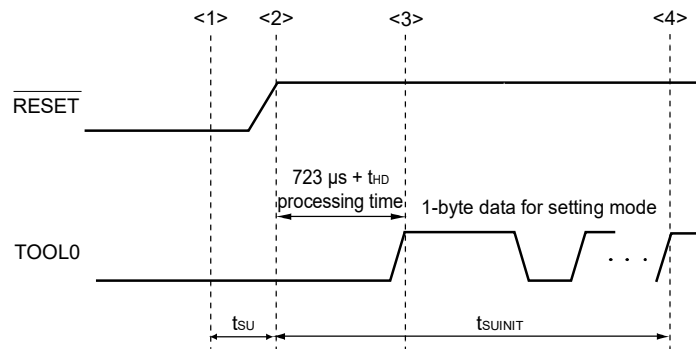 <1> <2> <3> <4>
RESET
723 µs + tHD
processing time
1-byte data for setting mode
TOOL0
. . .
tSU
tSUINIT